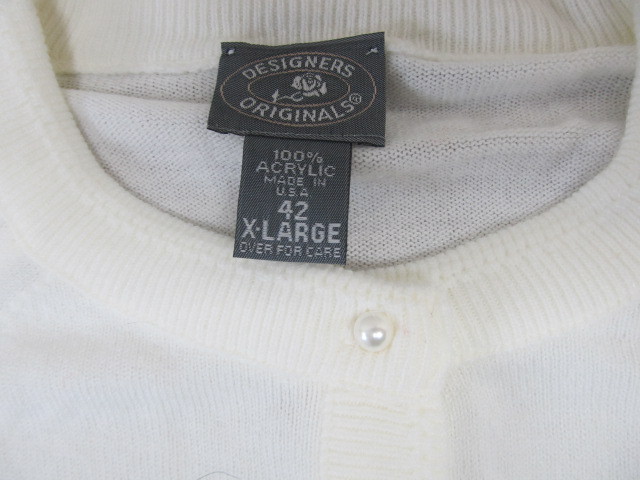 DESIGNERS
ORIGINALS®
100%
ACRYLIC
MADE IN
U.S.A
42
X-LARGE
OVER FOR CARE